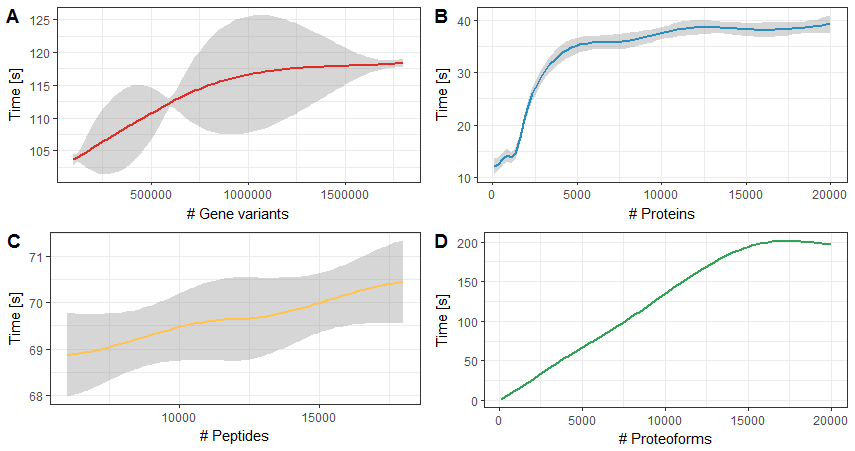 A
Time [s]
125
120
115
110
105
500000 1000000 1500000
# Gene variants
B
Time [s]
40
30
20
10
0 5000 10000 15000 20000
# Proteins
C
Time [s]
71
70
69
68
10000 15000
# Peptides
D
Time [s]
200
150
100
50
0
0 5000 10000 15000 20000
# Proteoforms